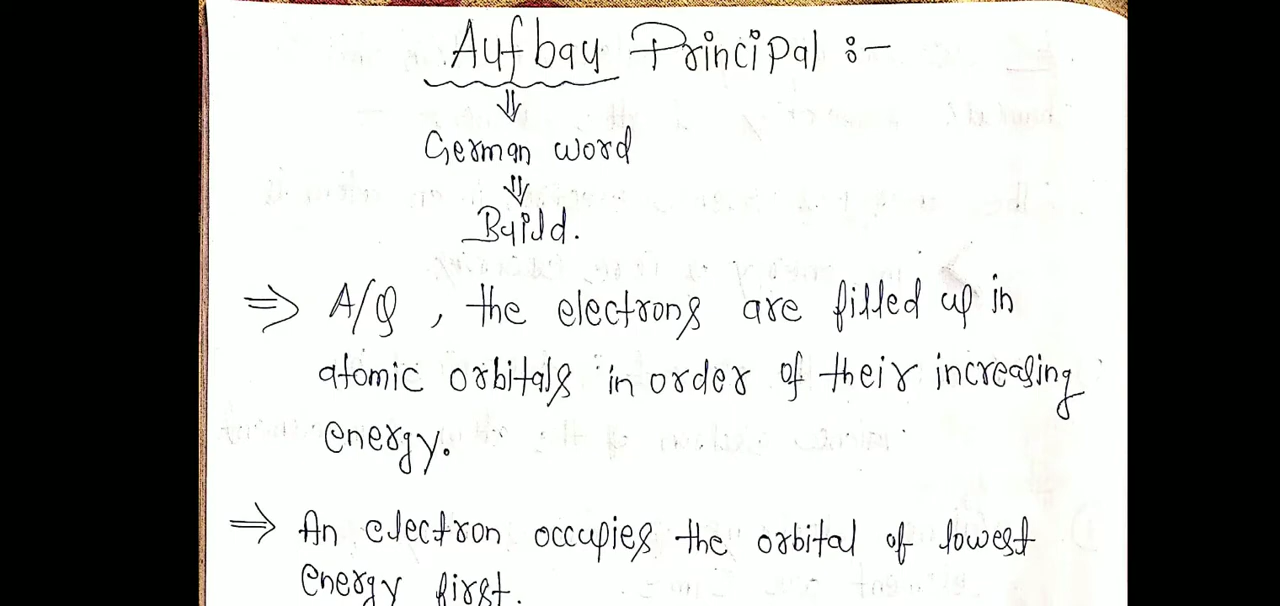 Aufbau Principal :-
German word
Build.
⇒ A/Q, the electrons are filled up in
atomic orbitals in order of their increasing
energy.
⇒ An electron occupies the orbital of lowest
energy first.